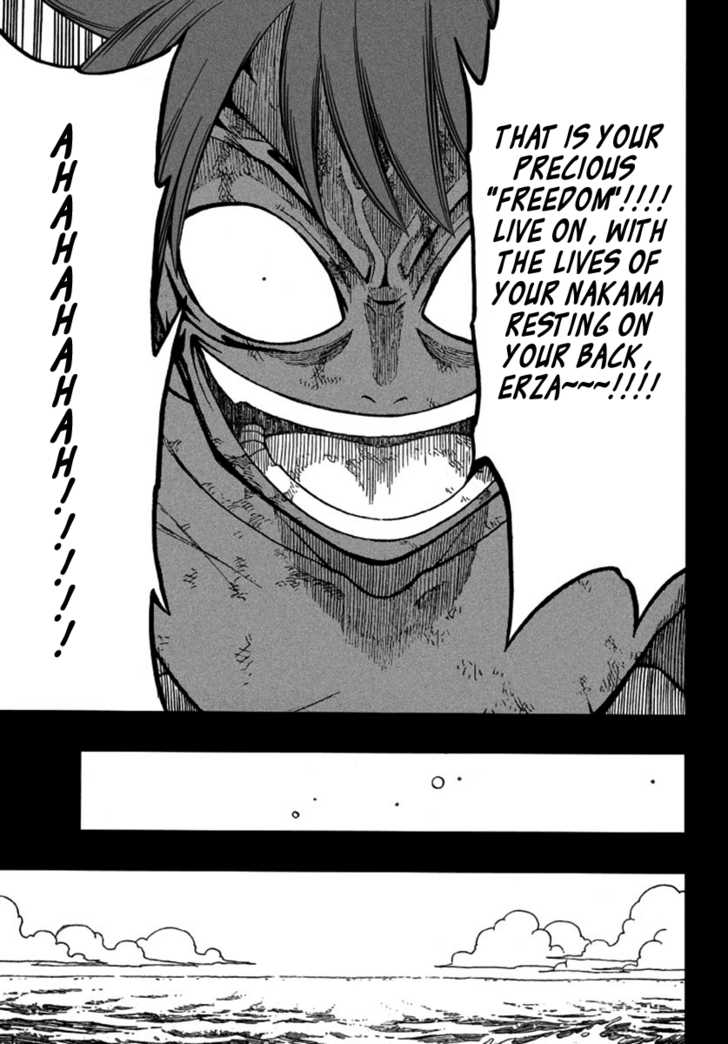 THAT IS YOUR
PRECIOUS
"FREEDOM"!!!!
LIVE ON, WITH
THE LIVES OF
YOUR NAKAMA
RESTING ON
YOUR BACK,
ERZA~~~!!!!
AHAHAHAHAHAH!!!!!